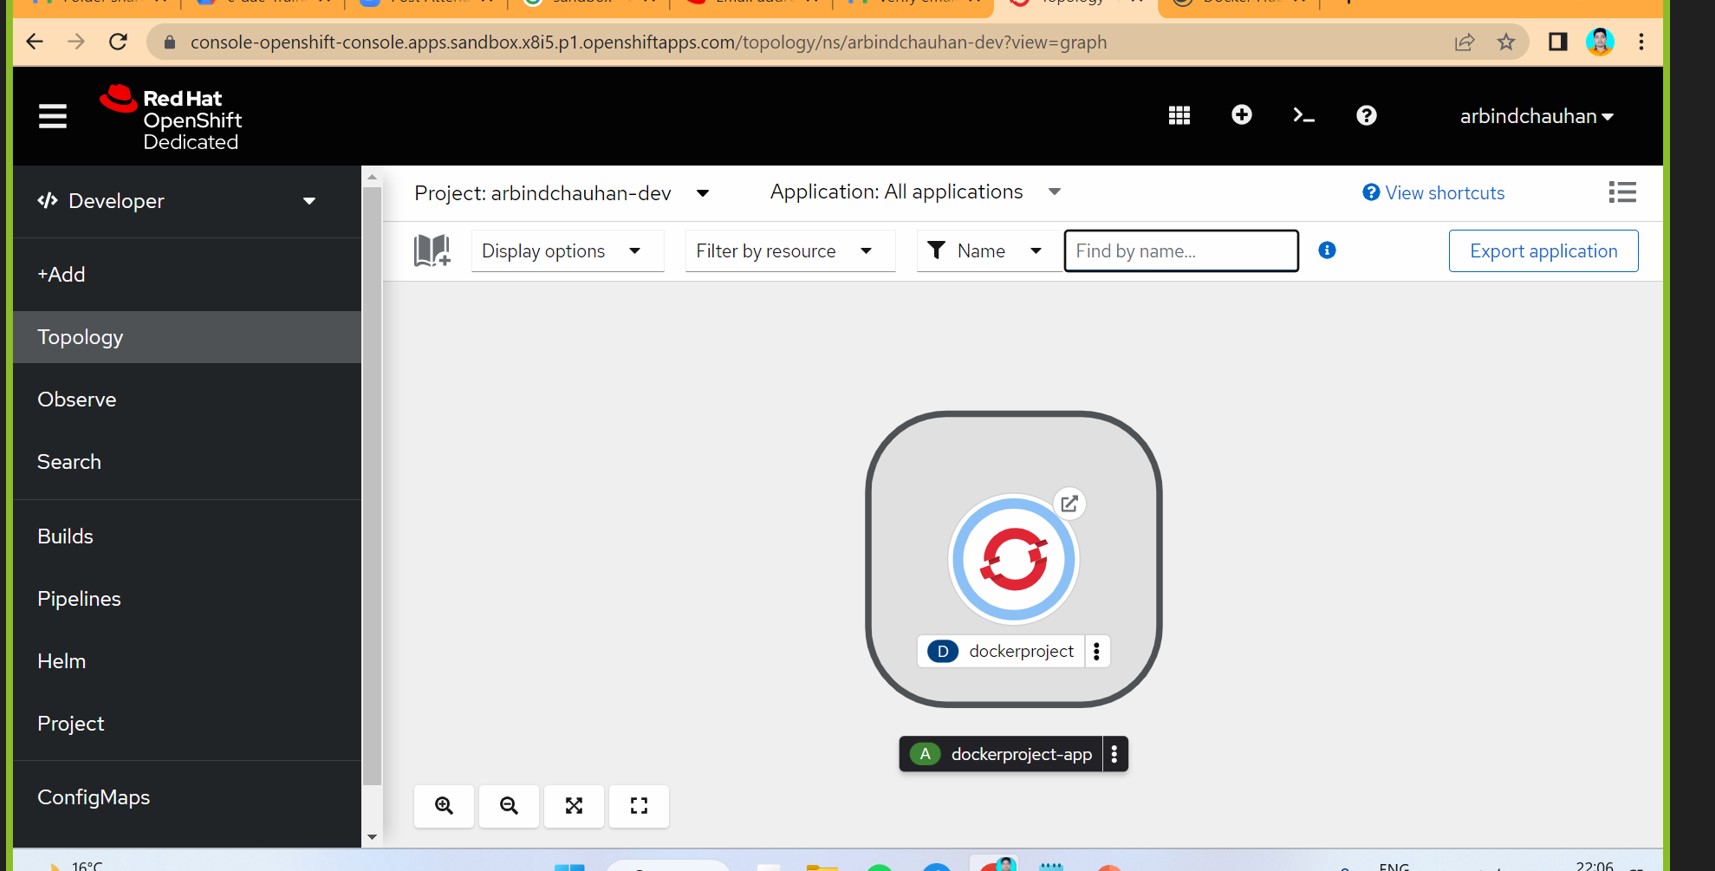 console-openshift-console.apps.sandbox.x8i5.p1.openshiftapps.com/topology/ns/arbindchauhan-dev?view=graph
Red Hat
OpenShift
Dedicated
arbindchauhan
Developer
Project: arbindchauhan-dev
Application: All applications
View shortcuts
Display options
Filter by resource
Name
Find by name...
Export application
+Add
Topology
Observe
Search
Builds
Pipelines
Helm
Project
ConfigMaps
D dockerproject
A dockerproject-app
16°C
ENG
22:06